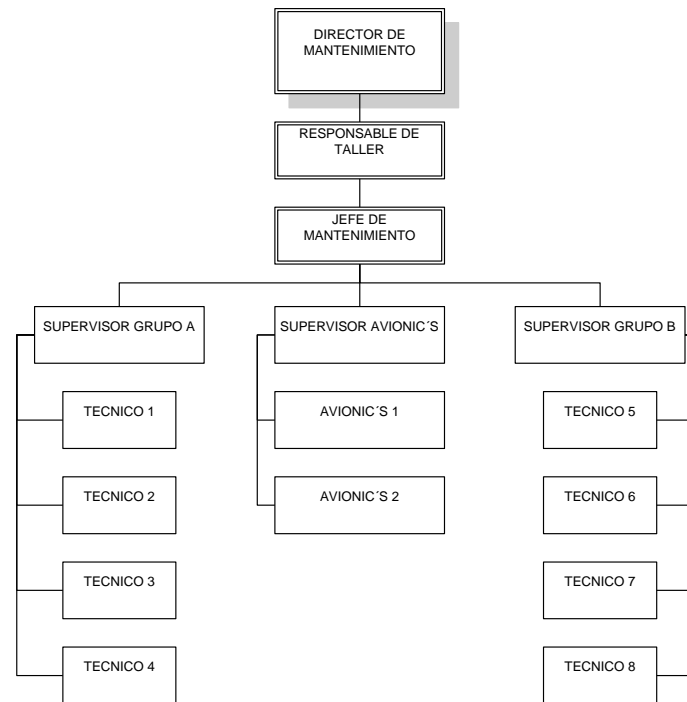 DIRECTOR DE
MANTENIMIENTO
RESPONSABLE DE
TALLER
JEFE DE
MANTENIMIENTO
SUPERVISOR GRUPO A
SUPERVISOR AVIONIC´S
SUPERVISOR GRUPO B
TECNICO 1
AVIONIC´S 1
TECNICO 5
TECNICO 2
AVIONIC´S 2
TECNICO 6
TECNICO 3
TECNICO 7
TECNICO 4
TECNICO 8